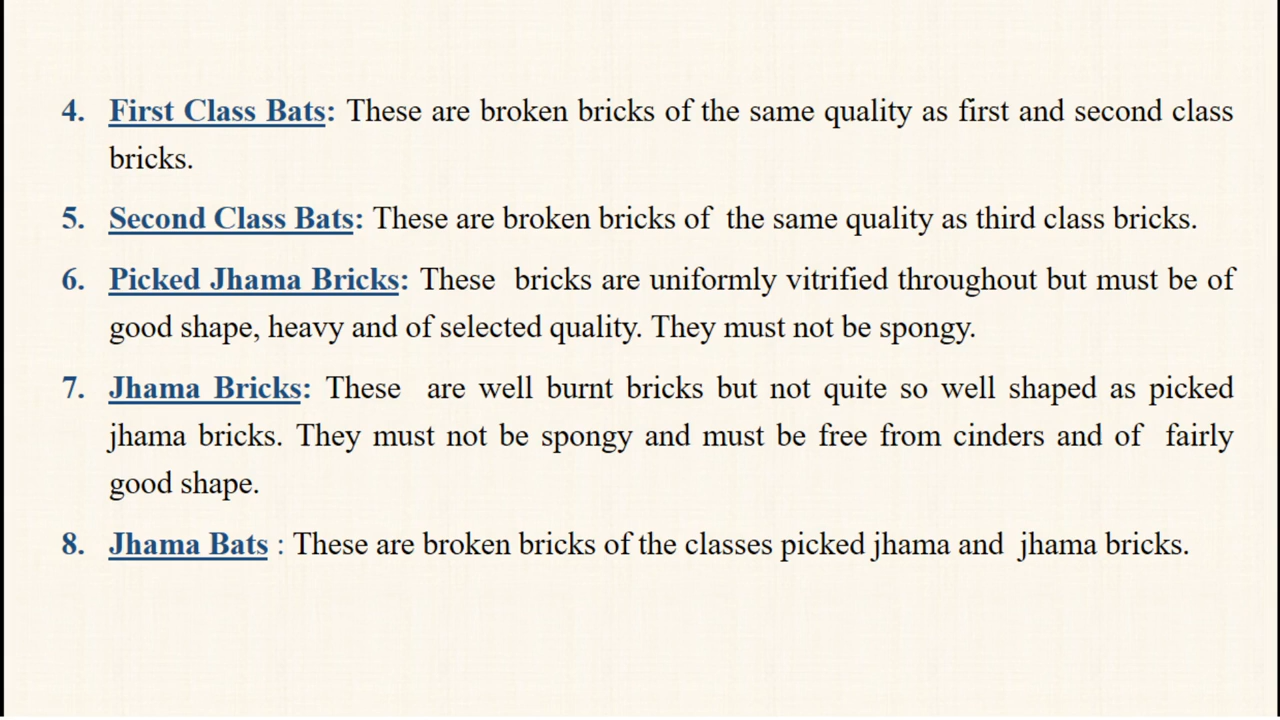 4. First Class Bats: These are broken bricks of the same quality as first and second class
bricks.
5. Second Class Bats: These are broken bricks of the same quality as third class bricks.
6. Picked Jhama Bricks: These bricks are uniformly vitrified throughout but must be of
good shape, heavy and of selected quality. They must not be spongy.
7. Jhama Bricks: These are well burnt bricks but not quite so well shaped as picked
jhama bricks. They must not be spongy and must be free from cinders and of fairly
good shape.
8. Jhama Bats : These are broken bricks of the classes picked jhama and jhama bricks.